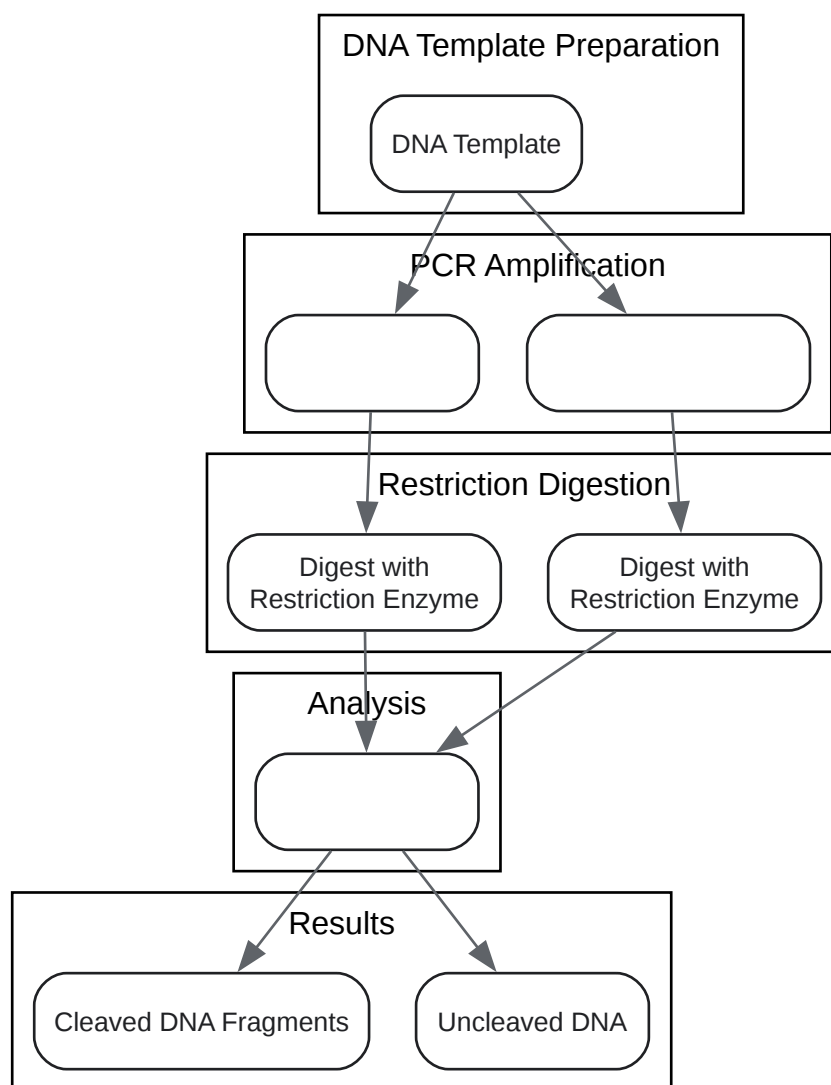 DNA Template Preparation
DNA Template
PCR Amplification
Restriction Digestion
Digest with
Restriction Enzyme
Digest with
Restriction Enzyme
Analysis
Results
Cleaved DNA Fragments
Uncleaved DNA